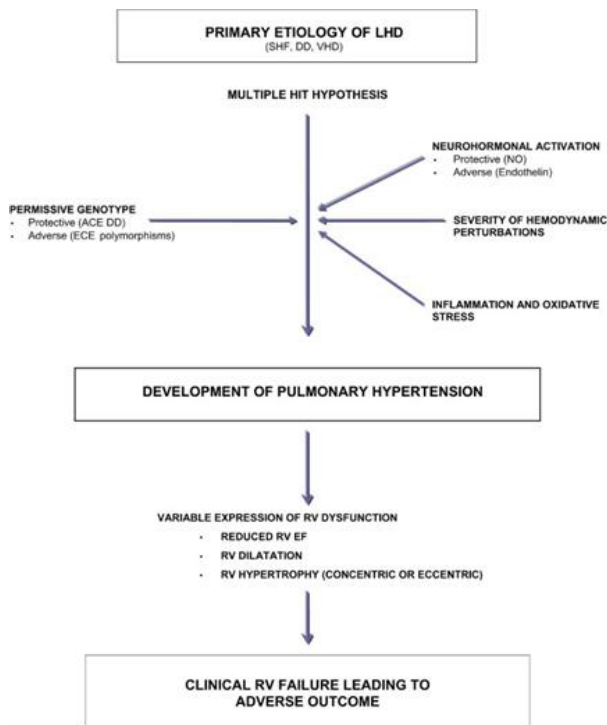 PRIMARY ETIOLOGY OF LHD
(SHF, DD, VHD)
MULTIPLE HIT HYPOTHESIS
NEUROHORMONAL ACTIVATION
• Protective (NO)
• Adverse (Endothelin)
PERMISSIVE GENOTYPE
• Protective (ACE DD)
• Adverse (ECE polymorphisms)
SEVERITY OF HEMODYNAMIC
PERTURBATIONS
INFLAMMATION AND OXIDATIVE
STRESS
DEVELOPMENT OF PULMONARY HYPERTENSION
VARIABLE EXPRESSION OF RV DYSFUNCTION
• REDUCED RV EF
• RV DILATATION
• RV HYPERTROPHY (CONCENTRIC OR ECCENTRIC)
CLINICAL RV FAILURE LEADING TO
ADVERSE OUTCOME